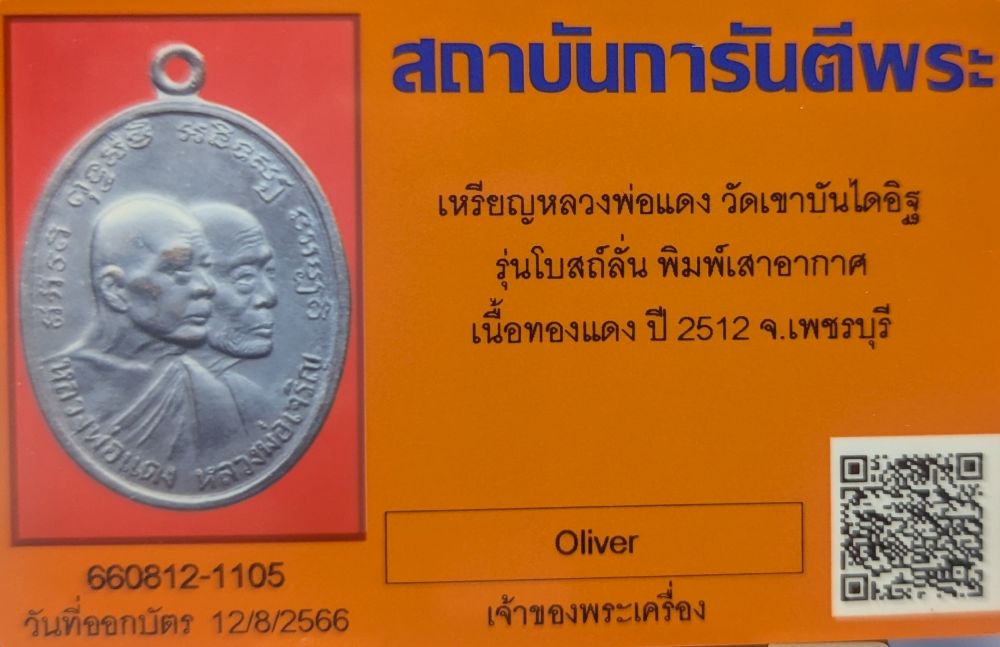 สถาบันการันตีพระ
เหรียญหลวงพ่อแดง วัดเขาบันไดอิฐ
รุ่นโบสถ์ลั่น พิมพ์เสาอากาศ
เนื้อทองแดง ปี 2512 จ.เพชรบุรี
หลวงพ่อแดง หลวงพ่อเจริญ
Oliver
เจ้าของพระเครื่อง
660812-1105
วันที่ออกบัตร 12/8/2566